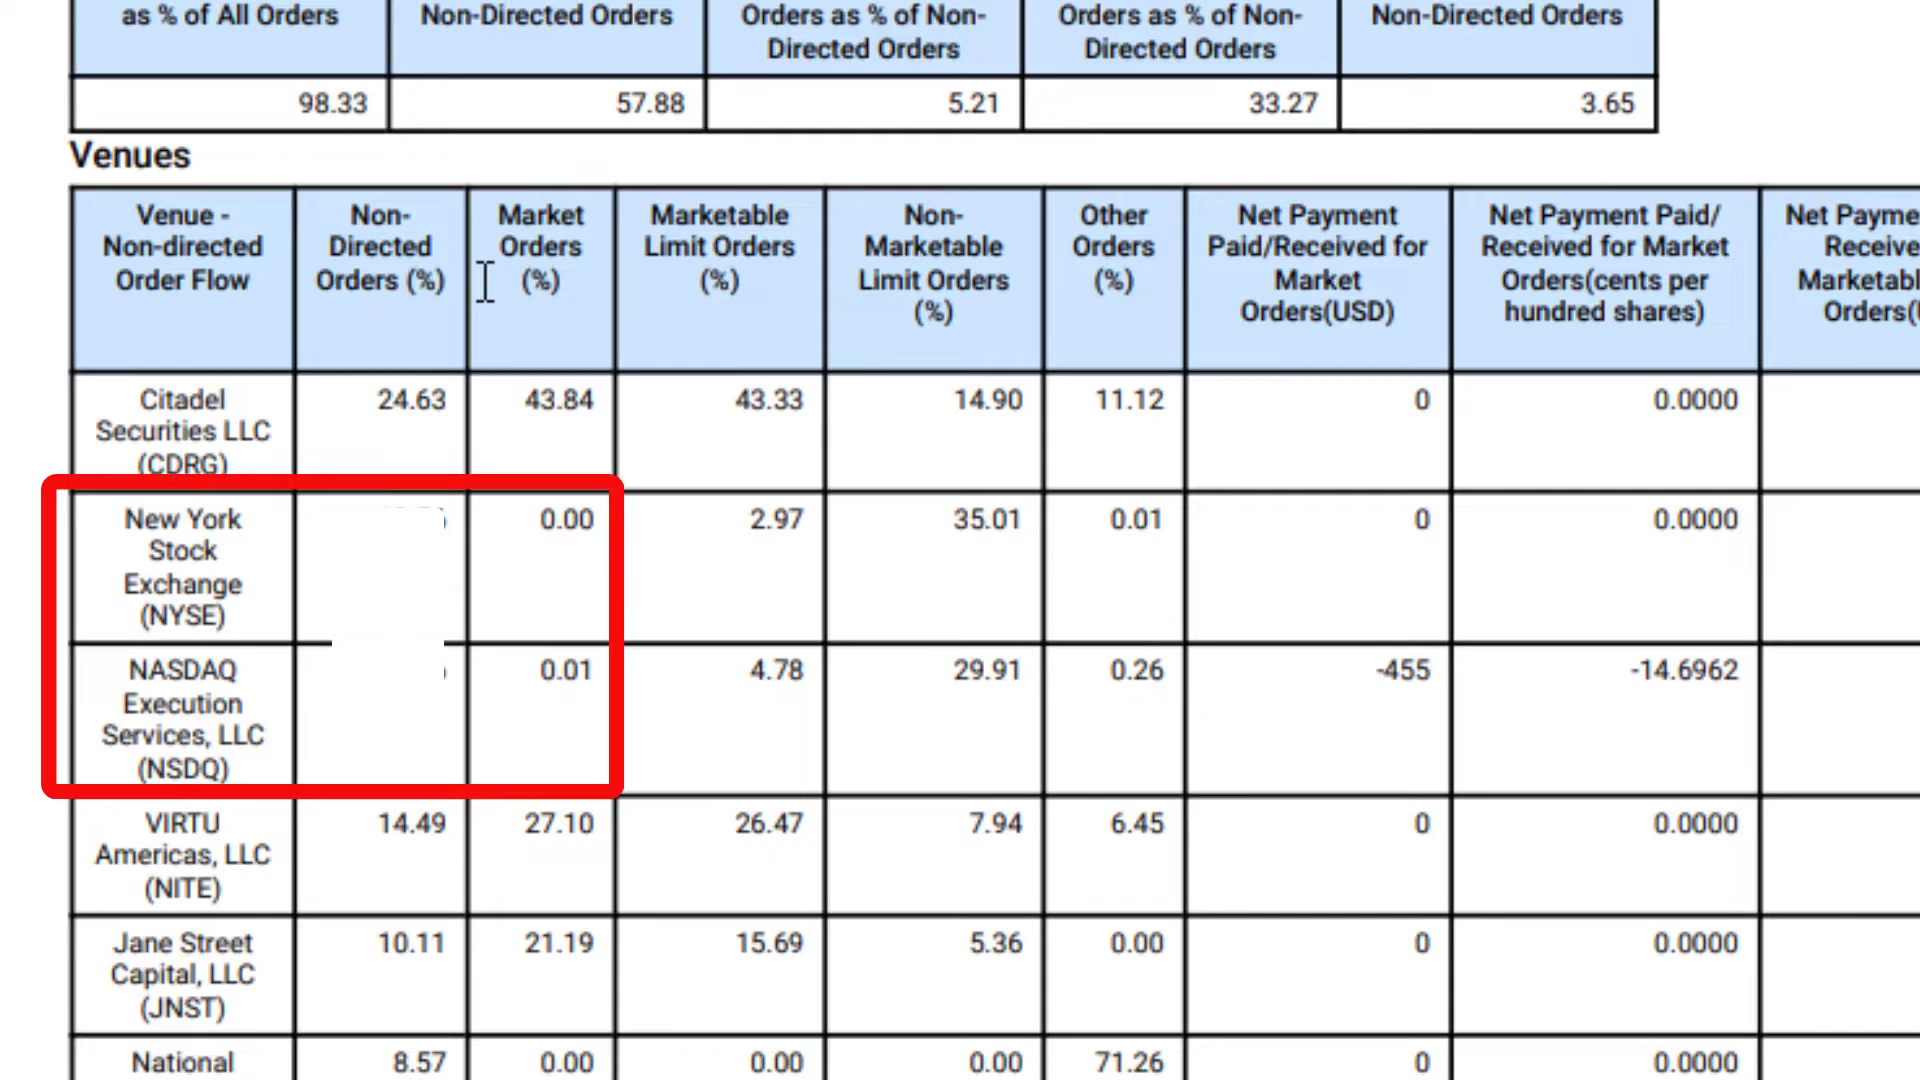 as % of All Orders
Non-Directed Orders
Orders as % of Non-
Directed Orders
Orders as % of Non-
Directed Orders
Non-Directed Orders
98.33
57.88
5.21
33.27
3.65
Venues
Venue -
Non-directed
Order Flow
Non-
Directed
Orders (%)
Market
Orders
(%)
Marketable
Limit Orders
(%)
Non-
Marketable
Limit Orders
(%)
Other
Orders
(%)
Net Payment
Paid/Received for
Market
Orders(USD)
Net Payment Paid/
Received for Market
Orders(cents per
hundred shares)
Net Payme
Receive
Marketabl
Orders(
Citadel
Securities LLC
(CDRG)
24.63
43.84
43.33
14.90
11.12
0
0.0000
New York
Stock
Exchange
(NYSE)
0.00
2.97
35.01
0.01
0
0.0000
NASDAQ
Execution
Services, LLC
(NSDQ)
0.01
4.78
29.91
0.26
-455
-14.6962
VIRTU
Americas, LLC
(NITE)
14.49
27.10
26.47
7.94
6.45
0
0.0000
Jane Street
Capital, LLC
(JNST)
10.11
21.19
15.69
5.36
0.00
0
0.0000
National
8.57
0.00
0.00
0.00
71.26
0
0.0000